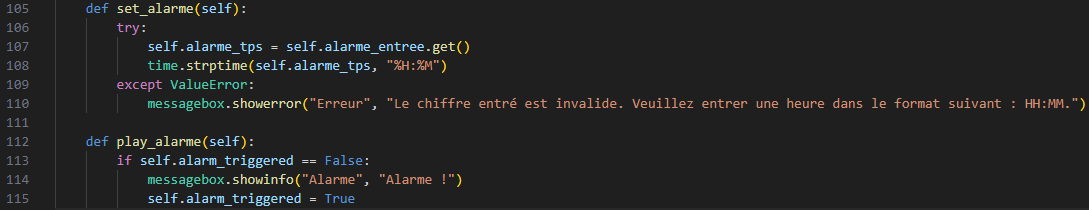 105 def set_alarme(self):
106 try:
107 self.alarme_tps = self.alarme_entree.get()
108 time.strptime(self.alarme_tps, "%H:%M")
109 except ValueError:
110 messagebox.showerror("Erreur", "Le chiffre entré est invalide. Veuillez entrer une heure dans le format suivant : HH:MM.")
111
112 def play_alarme(self):
113 if self.alarm_triggered == False:
114 messagebox.showinfo("Alarme", "Alarme !")
115 self.alarm_triggered = True